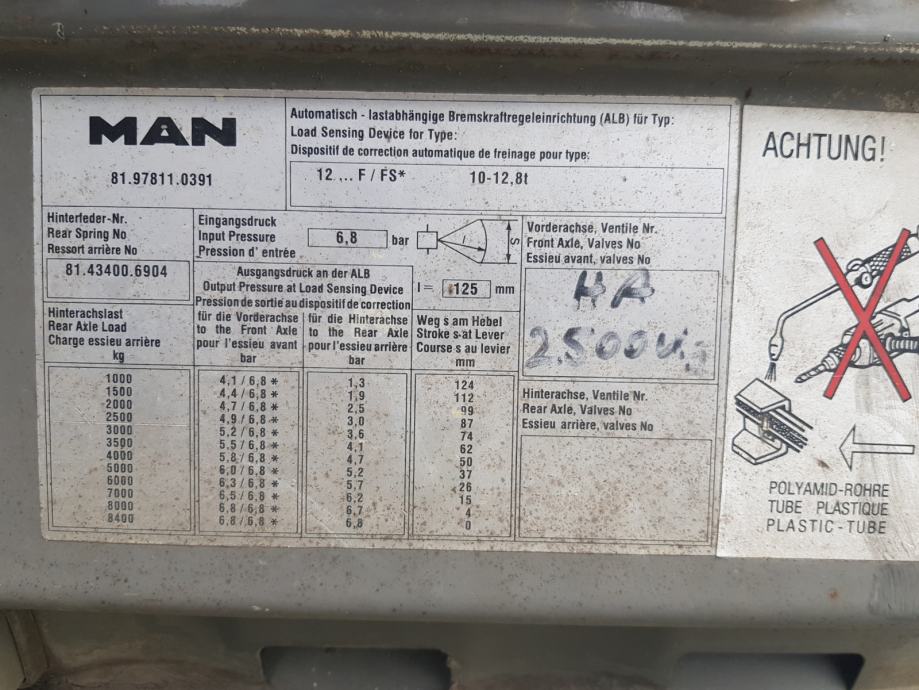 MAN
81.97811.0391
Automatisch - lastabhängige Bremskraftregeleinrichtung (ALB) für Typ:
Load Sensing Device for Type:
Dispositif de correction automatique de freinage pour type:
12 ... F / FS* 10-12,8t
Hinterfeder-Nr.
Rear Spring No
Ressort arrière No
81.43400.6904
Eingangsdruck
Input Pressure
Pression d' entrée
6,8 bar
l S
Ausgangsdruck an der ALB
Output Pressure at Load Sensing Device
Pression de sortie au dispositif de correction
l = 125 mm
Vorderachse, Ventile Nr.
Front Axle, Valves No
Essieu avant, valves No
HA
Hinterachslast
Rear Axle Load
Charge essieu arrière
kg
für die Vorderachse
to the Front Axle
pour l'essieu avant
bar
für die Hinterachse
to the Rear Axle
pour l'essieu arrière
bar
Weg s am Hebel
Stroke s at Lever
Course s au levier
mm
1000 4,1 / 6,8 * 1,3 124
1500 4,4 / 6,8 * 1,9 112
2000 4,7 / 6,8 * 2,5 99
2500 4,9 / 6,8 * 3,0 87
3000 5,2 / 6,8 * 3,6 74
3500 5,5 / 6,8 * 4,1 62
4000 5,8 / 6,8 * 4,7 50
5000 6,0 / 6,8 * 5,2 37
6000 6,3 / 6,8 * 5,7 26
7000 6,5 / 6,8 * 6,2 15
8000 6,8 / 6,8 * 6,7 4
8400 6,8 / 6,8 * 6,8 0
Hinterachse, Ventile Nr.
Rear Axle, Valves No
Essieu arrière, valves No
ACHTUNG!
POLYAMID-ROHRE
TUBE PLASTIQUE
PLASTIC-TUBE